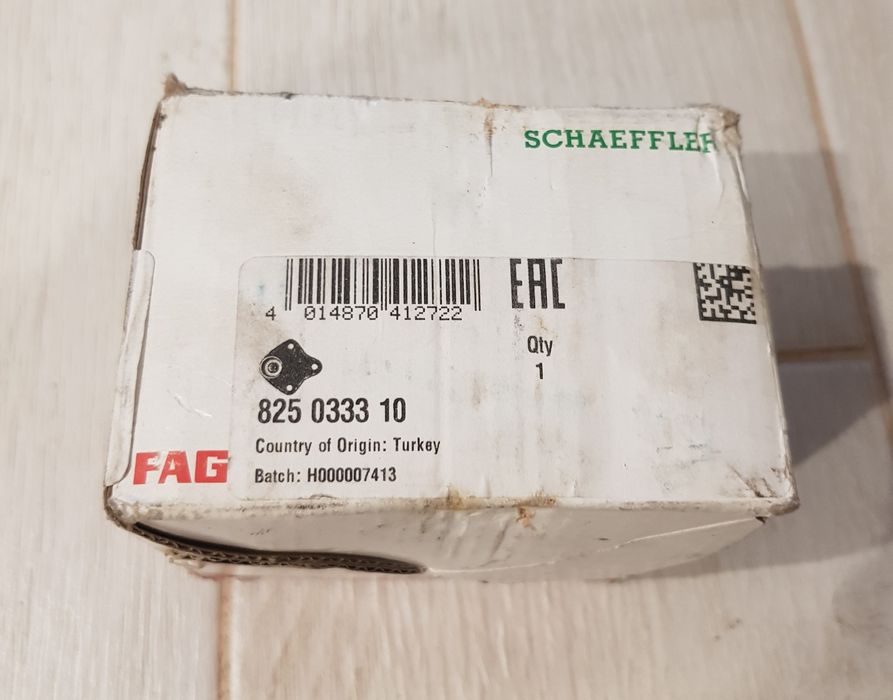 SCHAEFFLER
EAC
4 014870 412722
Qty
1
825 0333 10
Country of Origin: Turkey
FAG
Batch: H000007413